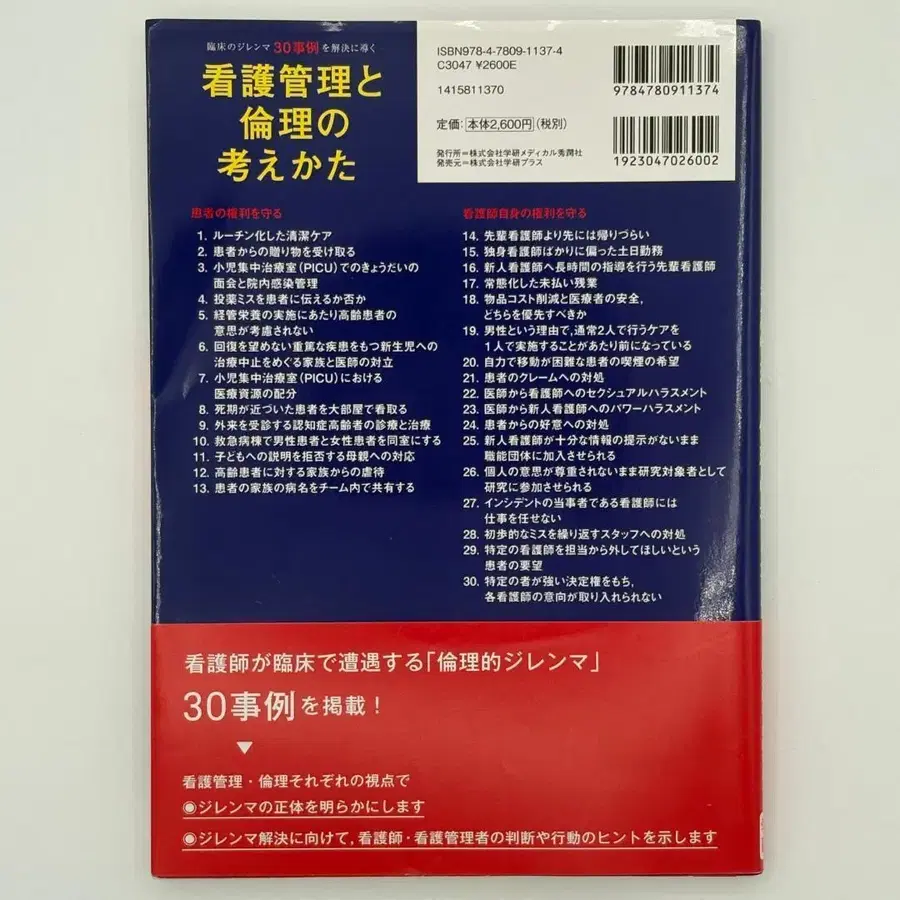 臨床のジレンマ30事例を解決に導く
看護管理と
倫理の
考えかた
ISBN978-4-7809-1137-4
C3047 ¥2600E
1415811370
定価:本体2,600円(税別)
発行所=株式会社学研メディカル秀潤社
発売元=株式会社学研プラス
9784780911374
1923047026002
患者の権利を守る
1. ルーチン化した清潔ケア
2. 患者からの贈り物を受け取る
3. 小児集中治療室(PICU)でのきょうだいの
面会と院内感染管理
4. 投薬ミスを患者に伝えるか否か
5. 経管栄養の実施にあたり高齢患者の
意思が考慮されない
6. 回復を望めない重篤な疾患をもつ新生児への
治療中止をめぐる家族と医師の対立
7. 小児集中治療室(PICU)における
医療資源の配分
8. 死期が近づいた患者を大部屋で看取る
9. 外来を受診する認知症高齢者の診療と治療
10. 救急病棟で男性患者と女性患者を同室にする
11. 子どもへの説明を拒否する母親への対応
12. 高齢患者に対する家族からの虐待
13. 患者の家族の病名をチーム内で共有する
看護師自身の権利を守る
14. 先輩看護師より先には帰りづらい
15. 独身看護師ばかりに偏った土日勤務
16. 新人看護師へ長時間の指導を行う先輩看護師
17. 常態化した未払い残業
18. 物品コスト削減と医療者の安全,
どちらを優先すべきか
19. 男性という理由で,通常2人で行うケアを
1人で実施することがあたり前になっている
20. 自力で移動が困難な患者の喫煙の希望
21. 患者のクレームへの対処
22. 医師から看護師へのセクシュアルハラスメント
23. 医師から新人看護師へのパワーハラスメント
24. 患者からの好意への対処
25. 新人看護師が十分な情報の提示がないまま
職能団体に加入させられる
26. 個人の意思が尊重されないまま研究対象者として
研究に参加させられる
27. インシデントの当事者である看護師には
仕事を任せない
28. 初歩的なミスを繰り返すスタッフへの対処
29. 特定の看護師を担当から外してほしいという
患者の要望
30. 特定の者が強い決定権をもち,
各看護師の意向が取り入れられない
看護師が臨床で遭遇する「倫理的ジレンマ」
30事例を掲載!
▼
看護管理・倫理それぞれの視点で
◉ジレンマの正体を明らかにします
◉ジレンマ解決に向けて,看護師・看護管理者の判断や行動のヒントを示します